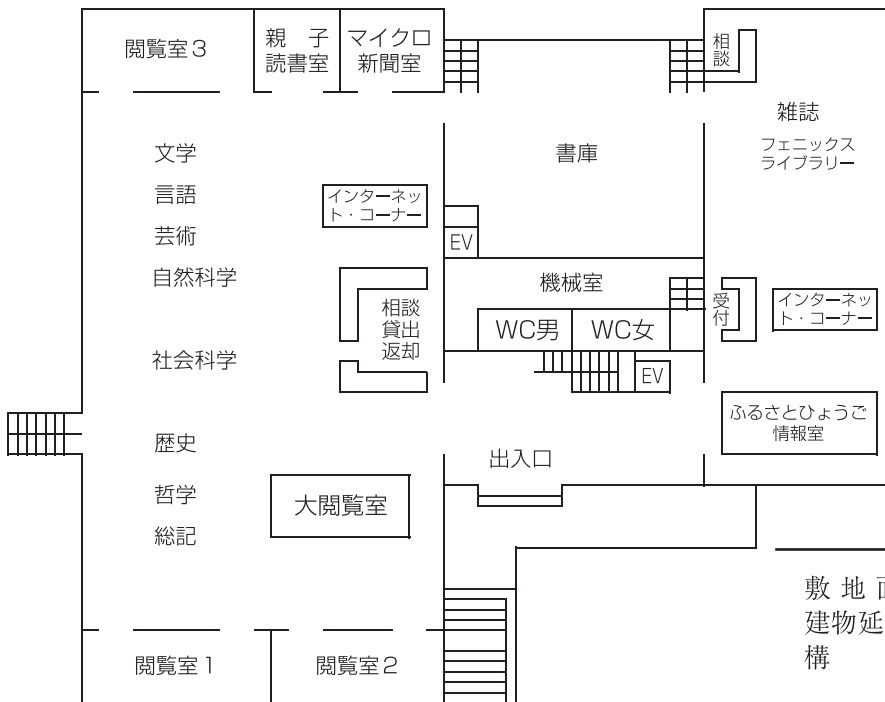 閲覧室3
親 子
読書室
マイクロ
新聞室
相
談
雑誌
フェニックス
ライブラリー
文学
書庫
言語
インターネッ
ト・コーナー
芸術
EV
自然科学
機械室
相談
貸出
返却
受
付
インターネッ
ト・コーナー
WC男
WC女
社会科学
EV
ふるさとひょうご
情報室
歴史
出入口
哲学
大閲覧室
総記
閲覧室1
閲覧室2
敷 地
建物延
構